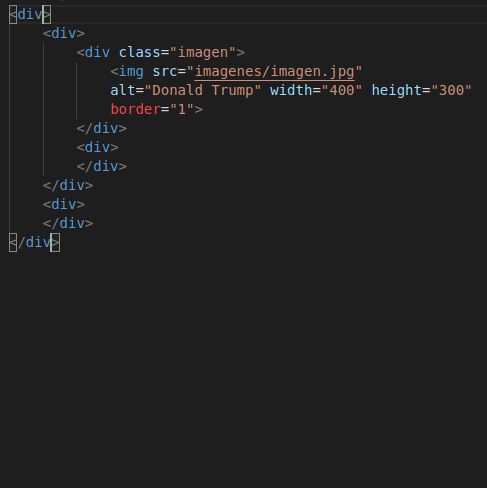 <div>
<div>
<div class="imagen">
<img src="imagenes/imagen.jpg"
alt="Donald Trump" width="400" height="300"
border="1">
</div>
<div>
</div>
</div>
<div>
</div>
</div>